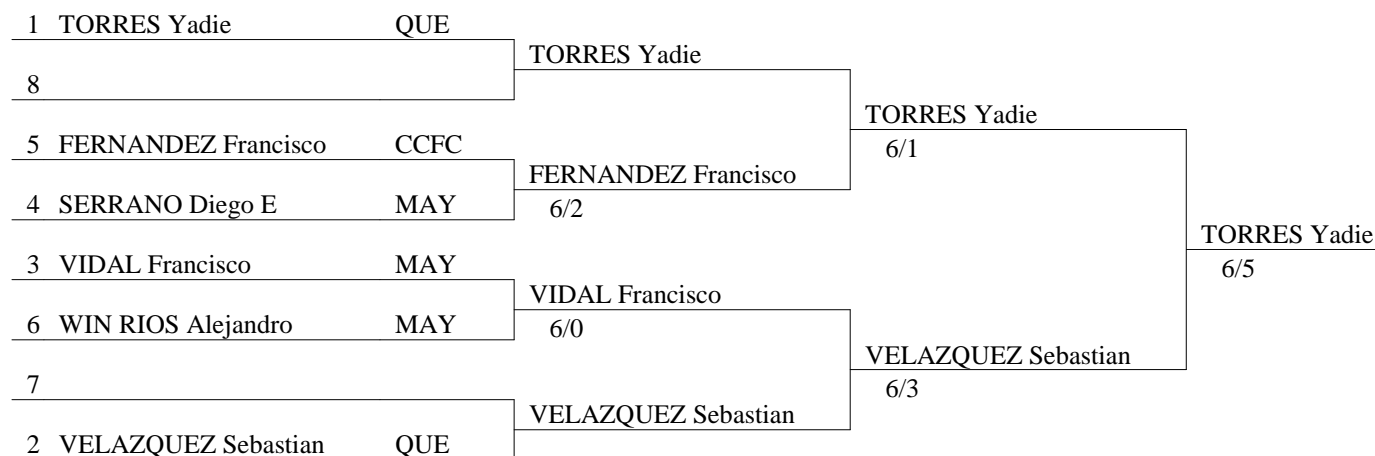 1 TORRES Yadie QUE
TORRES Yadie
8
TORRES Yadie
6/1
5 FERNANDEZ Francisco CCFC
FERNANDEZ Francisco
6/2
4 SERRANO Diego E MAY
TORRES Yadie
6/5
3 VIDAL Francisco MAY
VIDAL Francisco
6/0
6 WIN RIOS Alejandro MAY
VELAZQUEZ Sebastian
6/3
7
VELAZQUEZ Sebastian
2 VELAZQUEZ Sebastian QUE